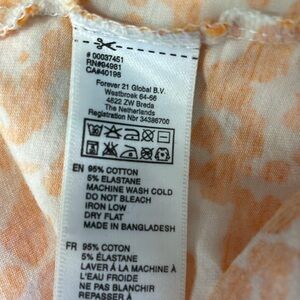 # 00037451
RN#94981
CA#40198
Forever 21 Global B.V.
Westbroek 64-66
4822 ZW Breda
The Netherlands
Registration Nbr 34386700
EN 95% COTTON
5% ELASTANE
MACHINE WASH COLD
DO NOT BLEACH
IRON LOW
DRY FLAT
MADE IN BANGLADESH
FR 95% COTON
5% ÉLASTANE
LAVER À LA MACHINE À
L'EAU FROIDE
NE PAS BLANCHIR
REPASSER À